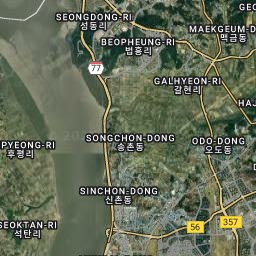 GEO
SEONGDONG-RI
성동리
BEOPHEUNG-RI
법흥리
MAEKGEUM-D
맥금동
77
GALHYEON-RI
갈현리
HAJ
PYEONG-RI
후평리
SONGCHON-DONG
송촌동
ODO-DONG
오도동
SINCHON-DONG
신촌동
SEOKTAN-RI
석탄리
56
357